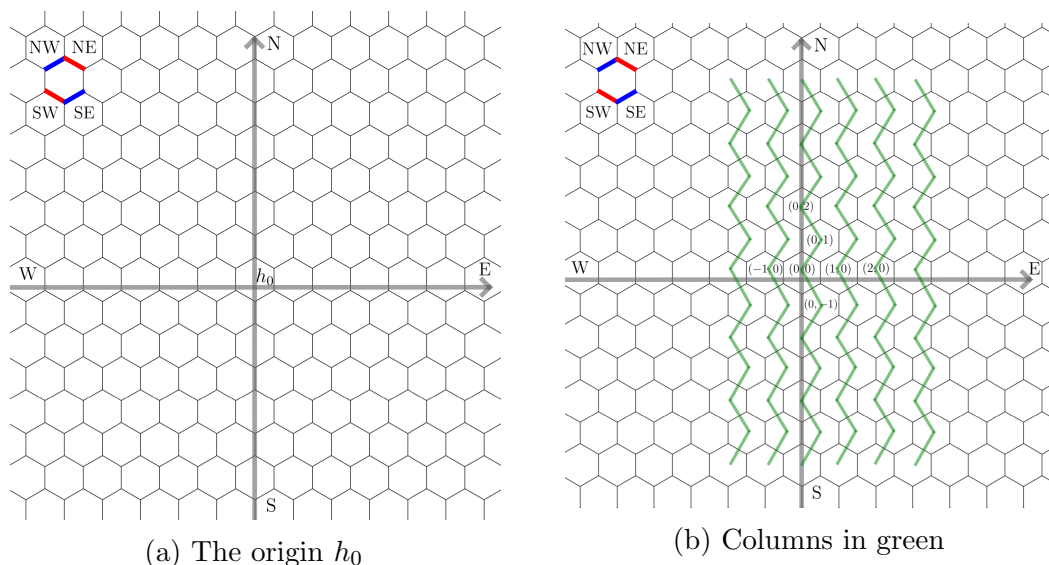 NW NE
SW SE
N
W
h₀
E
S
(a) The origin h₀
NW NE
SW SE
N
(0,2)
(0,1)
W
(−1,0) (0,0) (1,0) (2,0)
E
(0,−1)
S
(b) Columns in green